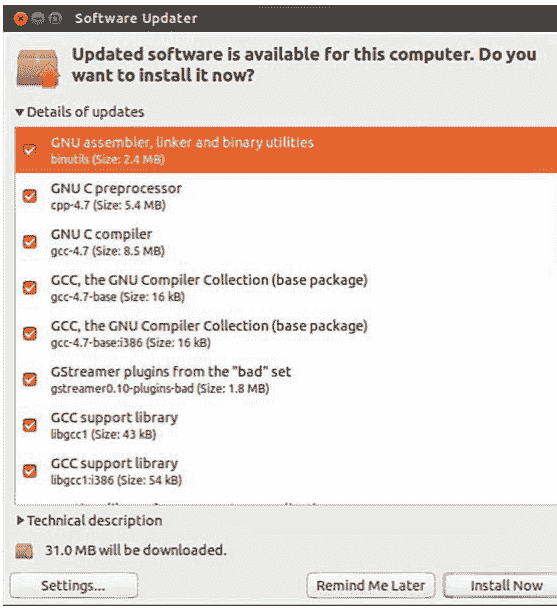 Software Updater
Updated software is available for this computer. Do you
want to install it now?
Details of updates
GNU assembler, linker and binary utilities
binutils (Size: 2.4 MB)
GNU C preprocessor
cpp-4.7 (Size: 5.4 MB)
GNU C compiler
gcc-4.7 (Size: 8.5 MB)
GCC, the GNU Compiler Collection (base package)
gcc-4.7-base (Size: 16 kB)
GCC, the GNU Compiler Collection (base package)
gcc-4.7-base:i386 (Size: 16 kB)
GStreamer plugins from the "bad" set
gstreamer0.10-plugins-bad (Size: 1.8 MB)
GCC support library
libgcc1 (Size: 43 kB)
GCC support library
libgcc1:i386 (Size: 54 kB)
Technical description
31.0 MB will be downloaded.
Settings... Remind Me Later Install Now